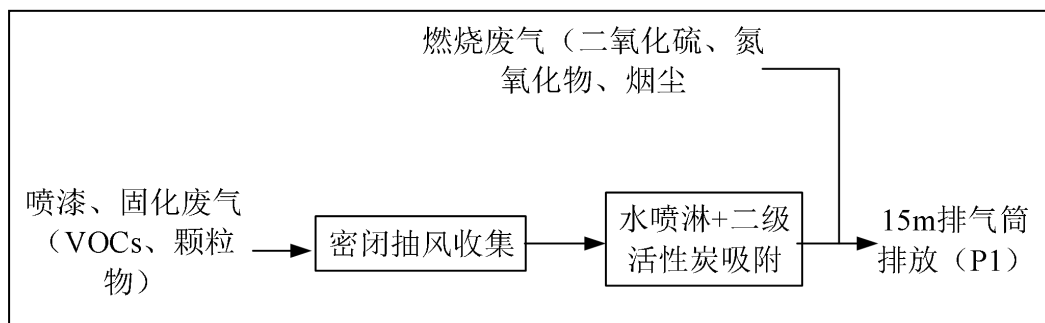 燃烧废气（二氧化硫、氮
氧化物、烟尘
喷漆、固化废气
（VOCs、颗粒
物）
密闭抽风收集
水喷淋+二级
活性炭吸附
15m排气筒
排放（P1）